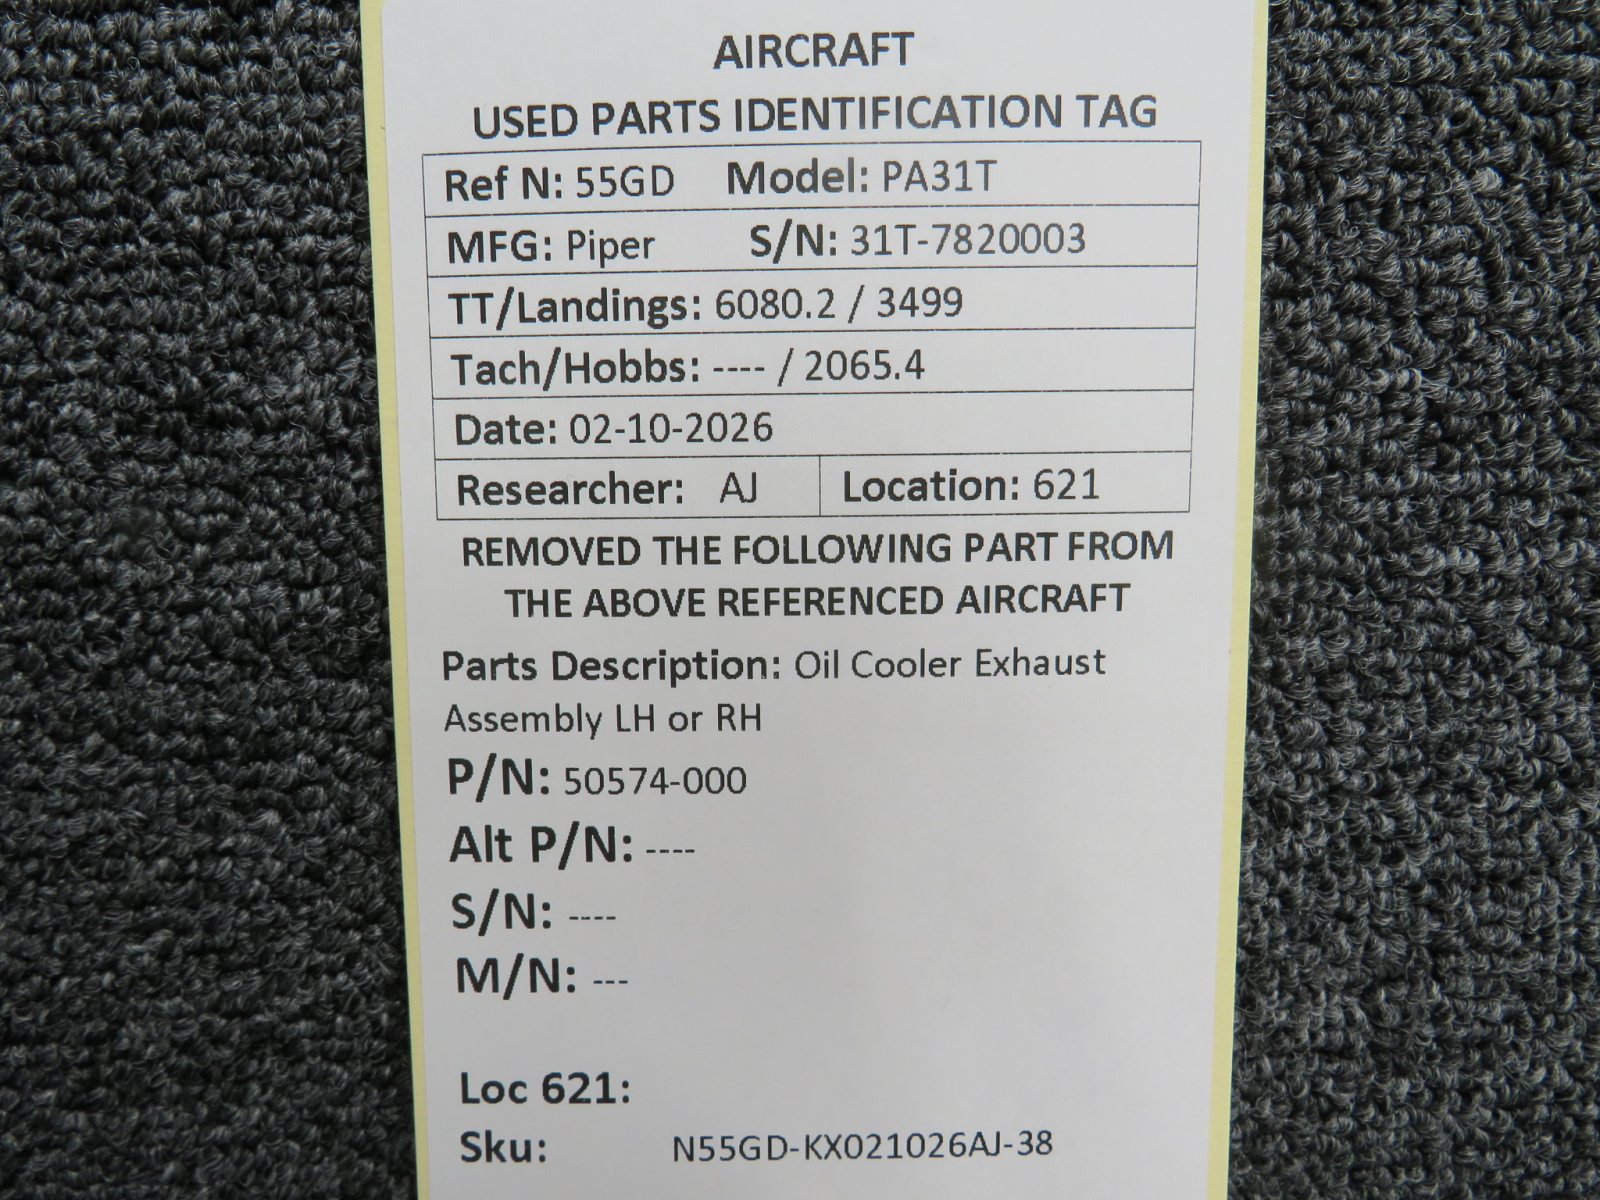 AIRCRAFT
USED PARTS IDENTIFICATION TAG
Ref N: 55GD Model: PA31T
MFG: Piper S/N: 31T-7820003
TT/Landings: 6080.2 / 3499
Tach/Hobbs: ---- / 2065.4
Date: 02-10-2026
Researcher: AJ Location: 621
REMOVED THE FOLLOWING PART FROM
THE ABOVE REFERENCED AIRCRAFT
Parts Description: Oil Cooler Exhaust
Assembly LH or RH
P/N: 50574-000
Alt P/N: ----
S/N: ----
M/N: ---
Loc 621:
Sku: N55GD-KX021026AJ-38